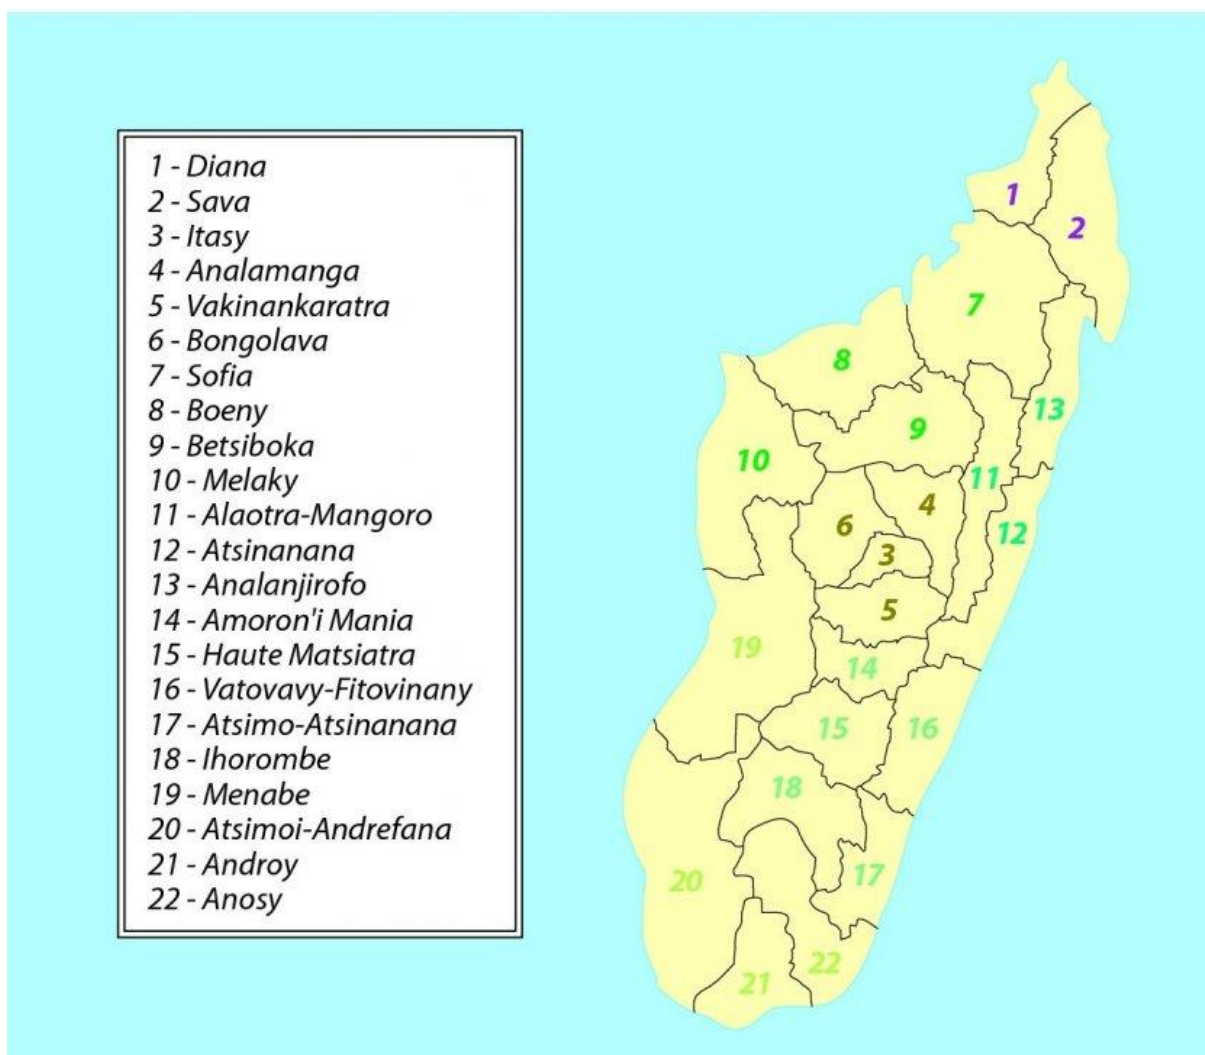 1 - Diana
2 - Sava
3 - Itasy
4 - Analamanga
5 - Vakinankaratra
6 - Bongolava
7 - Sofia
8 - Boeny
9 - Betsiboka
10 - Melaky
11 - Alaotra-Mangoro
12 - Atsinanana
13 - Analanjirofo
14 - Amoron'i Mania
15 - Haute Matsiatra
16 - Vatovavy-Fitovinany
17 - Atsimo-Atsinanana
18 - Ihorombe
19 - Menabe
20 - Atsimoi-Andrefana
21 - Androy
22 - Anosy
1
2
7
8
13
9
10
11
4
6
12
3
5
19
14
15
16
18
17
20
22
21